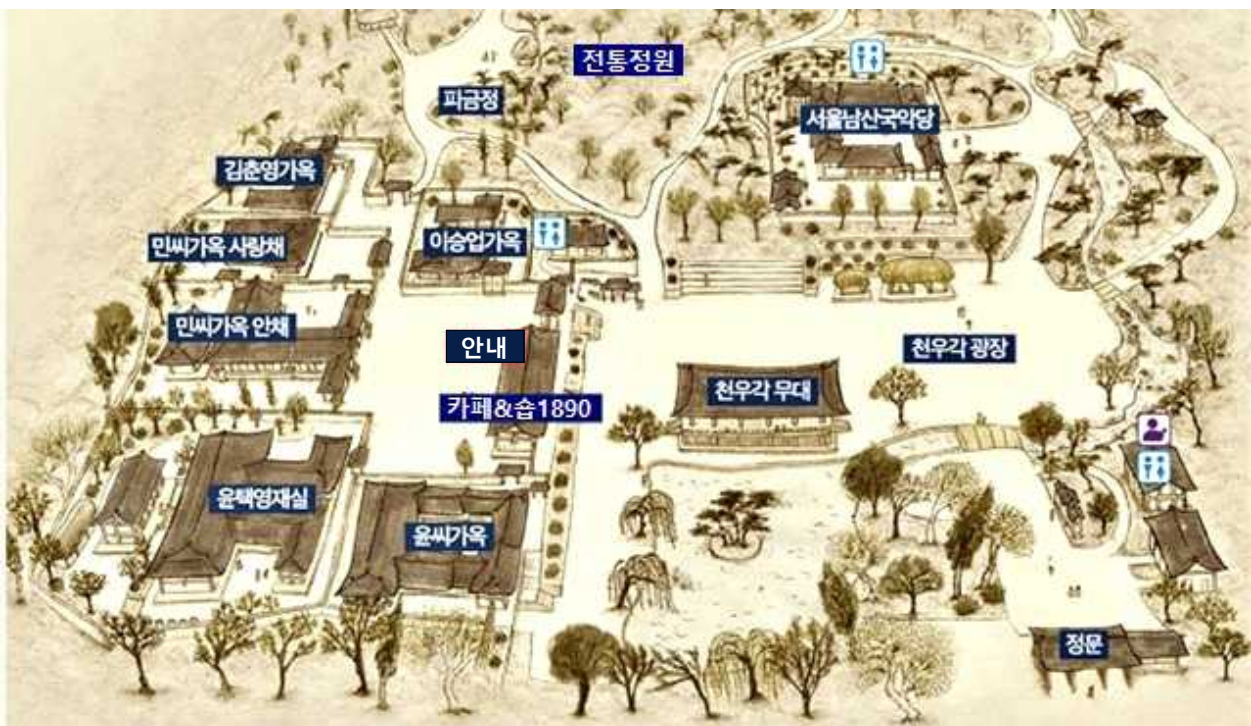 전통정원
피금정
서울남산국악당
김춘영가옥
민씨가옥 사랑채
이승업가옥
민씨가옥 안채
안내
천우각 광장
천우각 무대
카페&숍1890
윤택영재실
윤씨가옥
정문